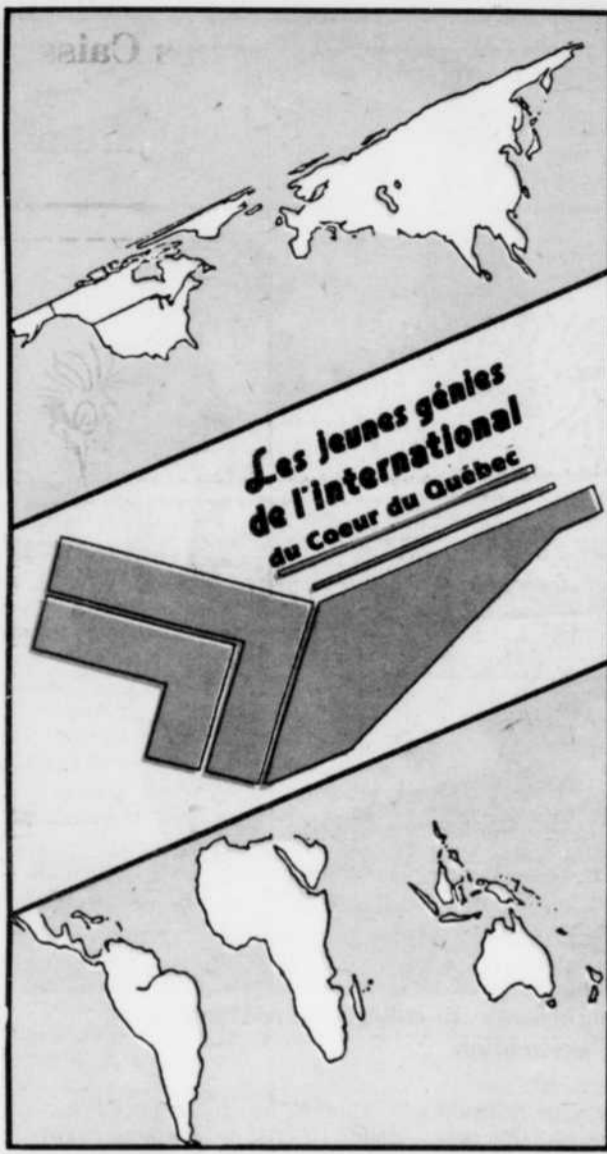 Les jeunes génies
de l'international
du Coeur du Québec